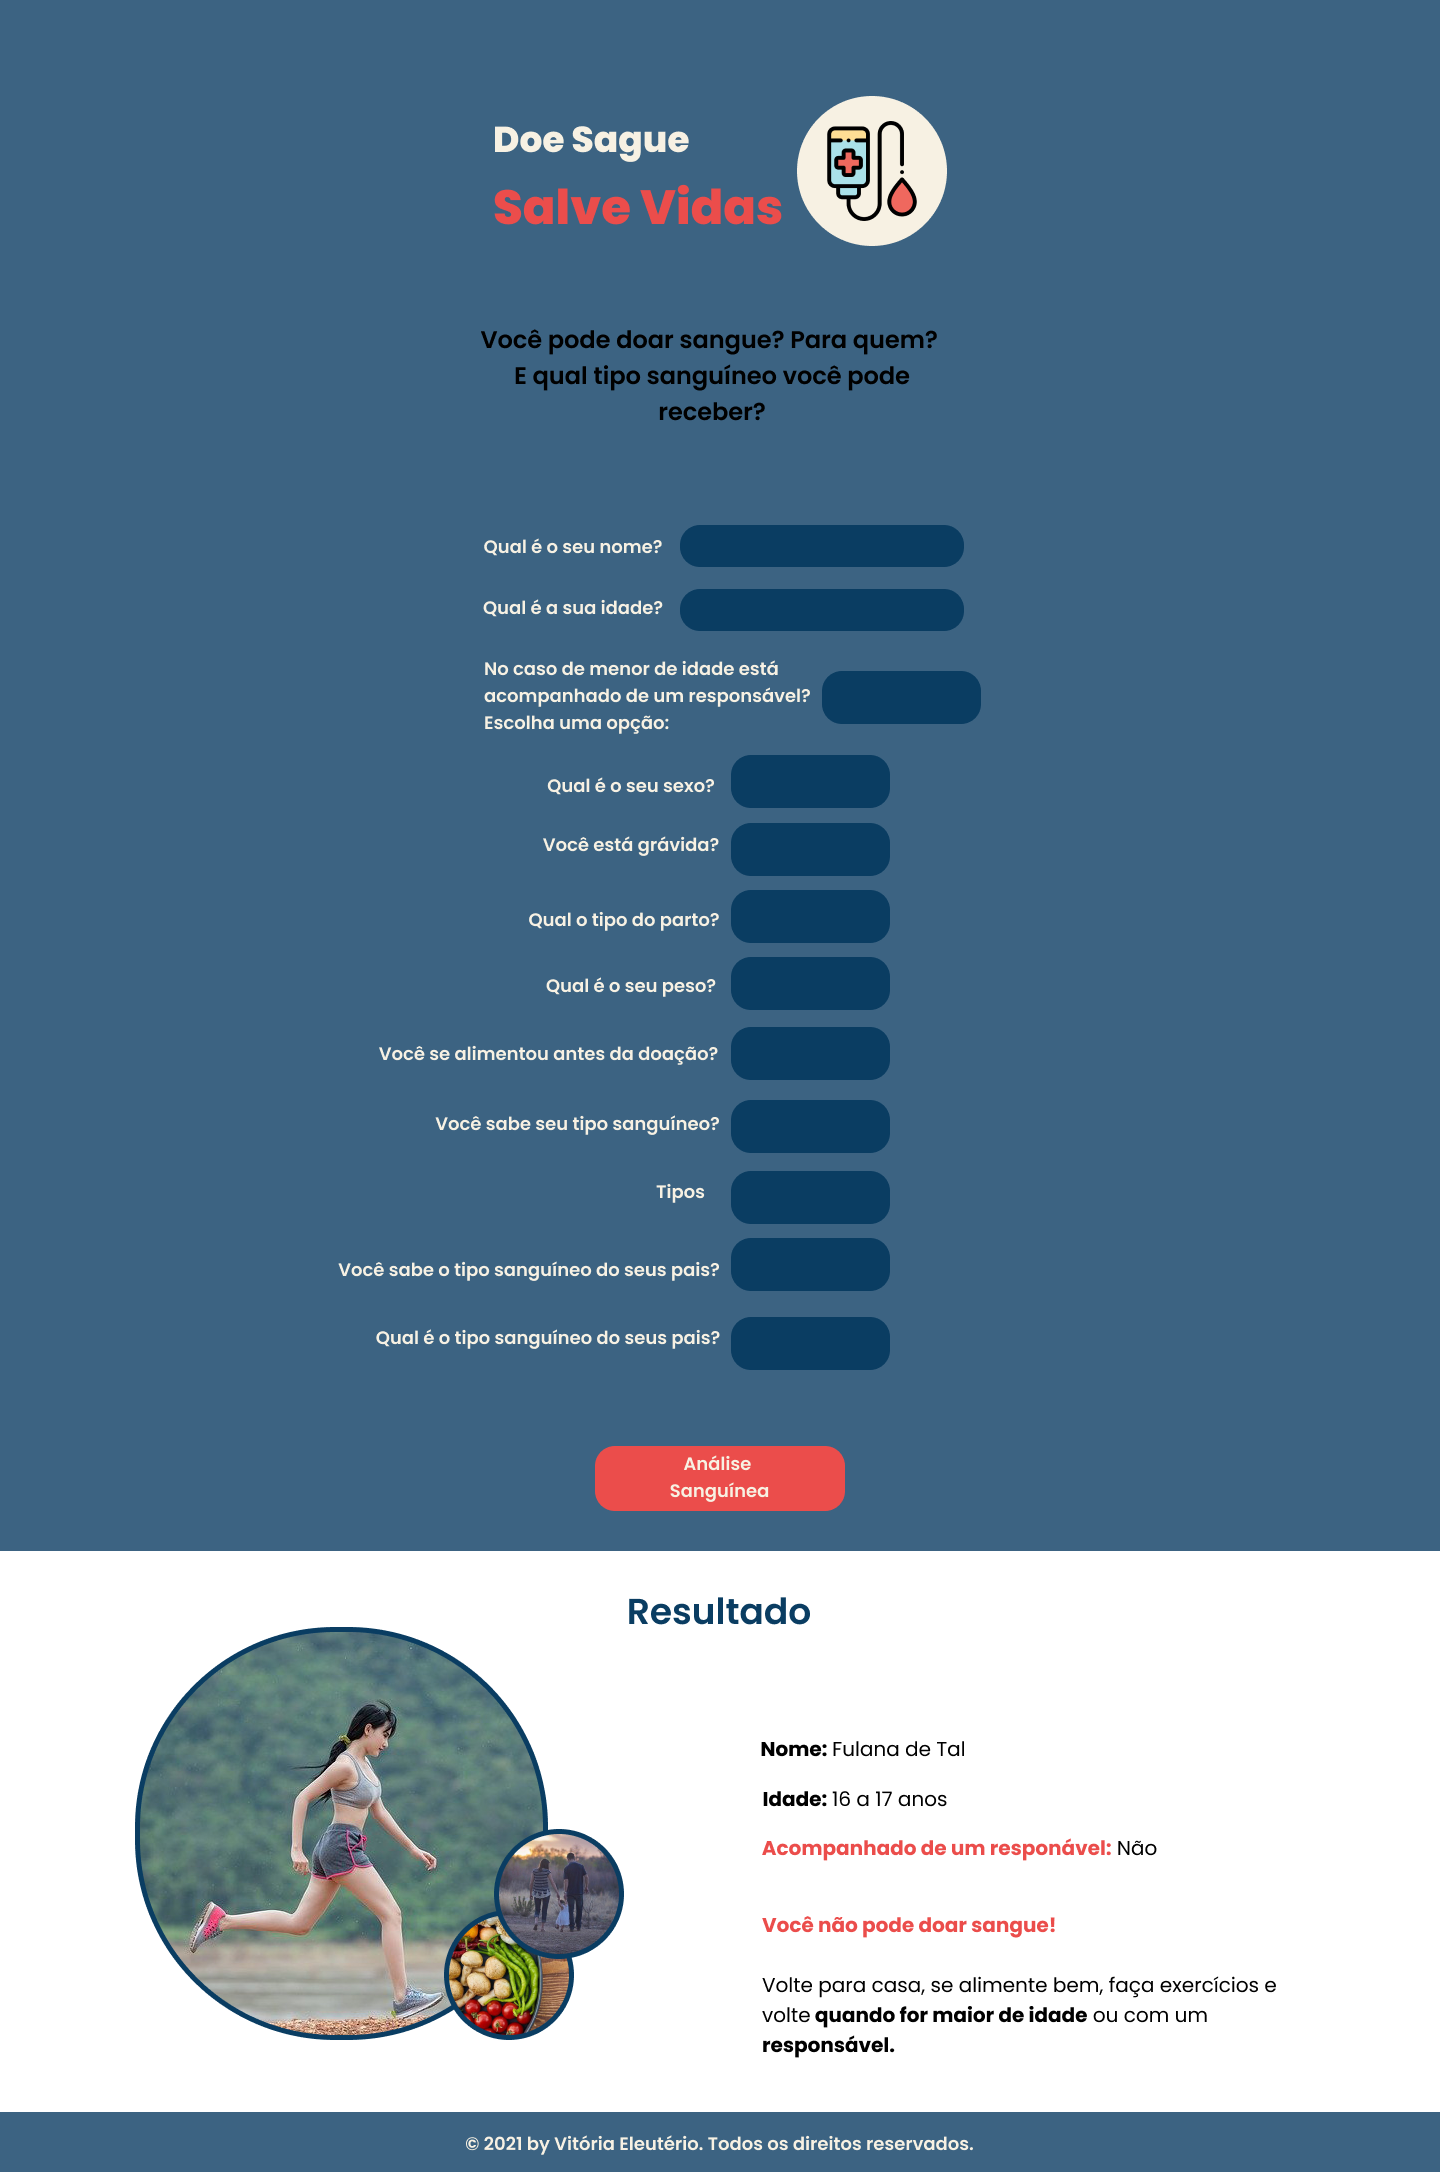 Doe Sague
Salve Vidas
Você pode doar sangue? Para quem?
E qual tipo sanguíneo você pode
receber?
Qual é o seu nome?
Qual é a sua idade?
No caso de menor de idade está
acompanhado de um responsável?
Escolha uma opção:
Qual é o seu sexo?
Você está grávida?
Qual o tipo do parto?
Qual é o seu peso?
Você se alimentou antes da doação?
Você sabe seu tipo sanguíneo?
Tipos
Você sabe o tipo sanguíneo do seus pais?
Qual é o tipo sanguíneo do seus pais?
Análise
Sanguínea
Resultado
Nome: Fulana de Tal
Idade: 16 a 17 anos
Acompanhado de um responável: Não
Você não pode doar sangue!
Volte para casa, se alimente bem, faça exercícios e
volte quando for maior de idade ou com um
responsável.
© 2021 by Vitória Eleutério. Todos os direitos reservados.